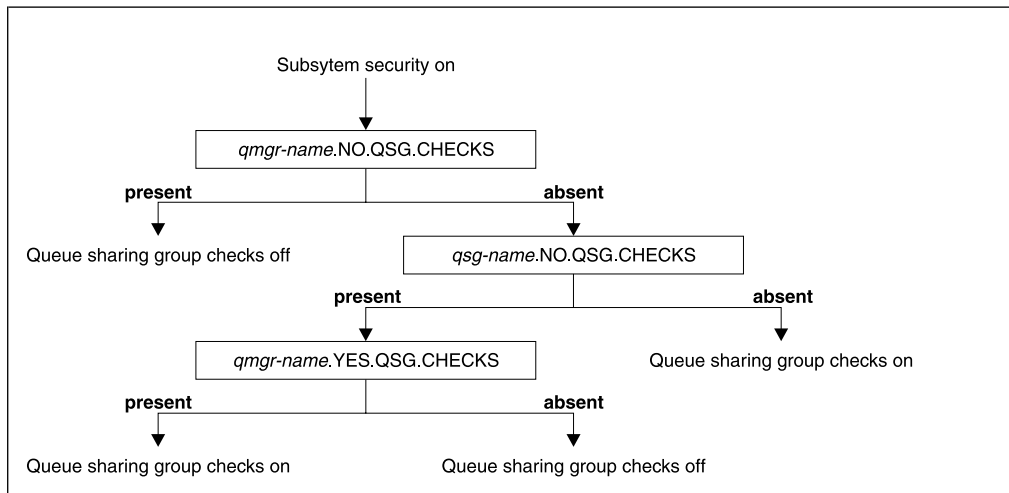 Subsytem security on
qmgr-name.NO.QSG.CHECKS
present
absent
Queue sharing group checks off
qsg-name.NO.QSG.CHECKS
present
absent
qmgr-name.YES.QSG.CHECKS
Queue sharing group checks on
present
absent
Queue sharing group checks on
Queue sharing group checks off